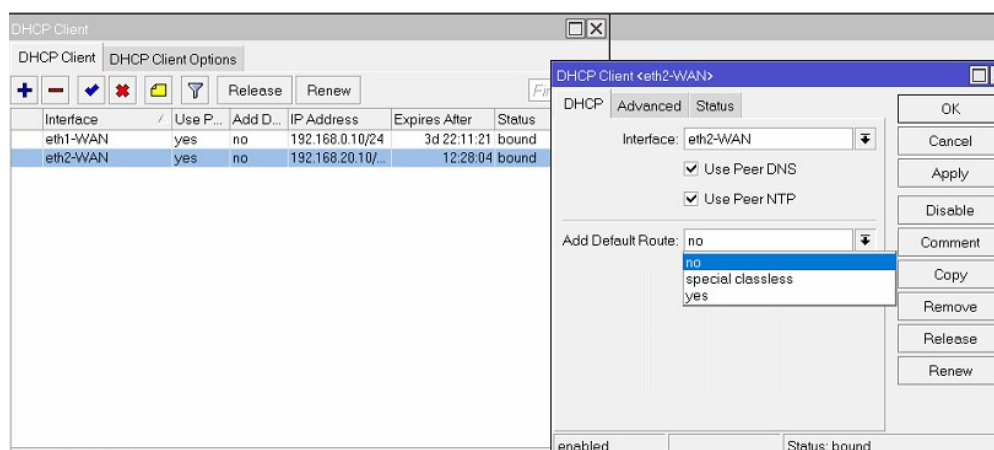 DHCP Client
DHCP Client DHCP Client Options
Release Renew
Interface Use P... Add D... IP Address Expires After Status
eth1-WAN yes no 192.168.0.10/24 3d 22:11:21 bound
eth2-WAN yes no 192.168.20.10/... 12:28:04 bound
DHCP Client <eth2-WAN>
DHCP Advanced Status
Interface: eth2-WAN
Use Peer DNS
Use Peer NTP
Add Default Route: no
no
special classless
yes
OK
Cancel
Apply
Disable
Comment
Copy
Remove
Release
Renew
enabled Status: bound